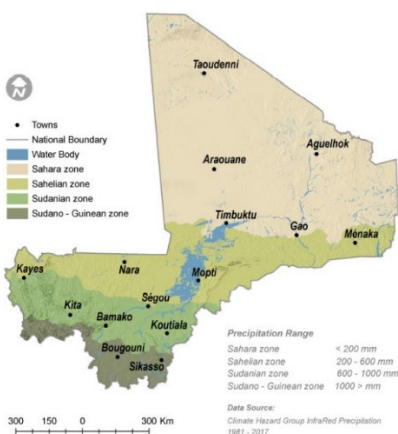 Taoudenni
N
Towns
National Boundary
Water Body
Sahara zone
Sahelian zone
Sudanian zone
Sudano - Guinean zone
Aguelhok
Araouane
Timbuktu
Gao
Ménaka
Kayes
Nara
Mopti
Kita
Ségou
Bamako
Koutiala
Bougouni
Sikasso
Precipitation Range
Sahara zone < 200 mm
Sahelian zone 200 - 600 mm
Sudanian zone 600 - 1000 mm
Sudano - Guinean zone 1000 > mm
Data Source:
Climate Hazard Group InfraRed Precipitation
1981 - 2017
300 150 0 300 Km